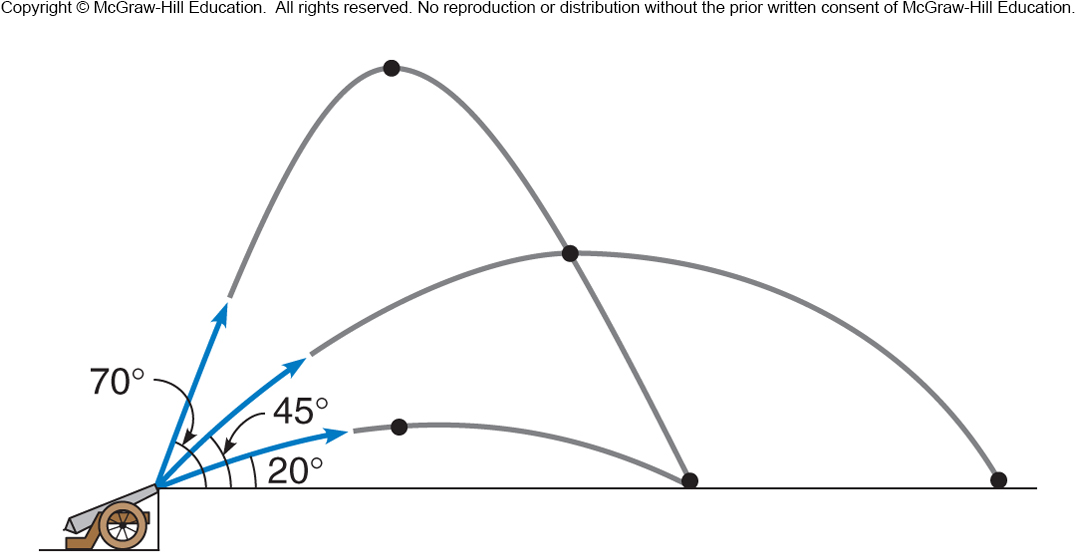 Copyright © McGraw-Hill Education.  All rights reserved. No reproduction or distribution without the prior written consent of McGraw-Hill Education.
70°
45°
20°